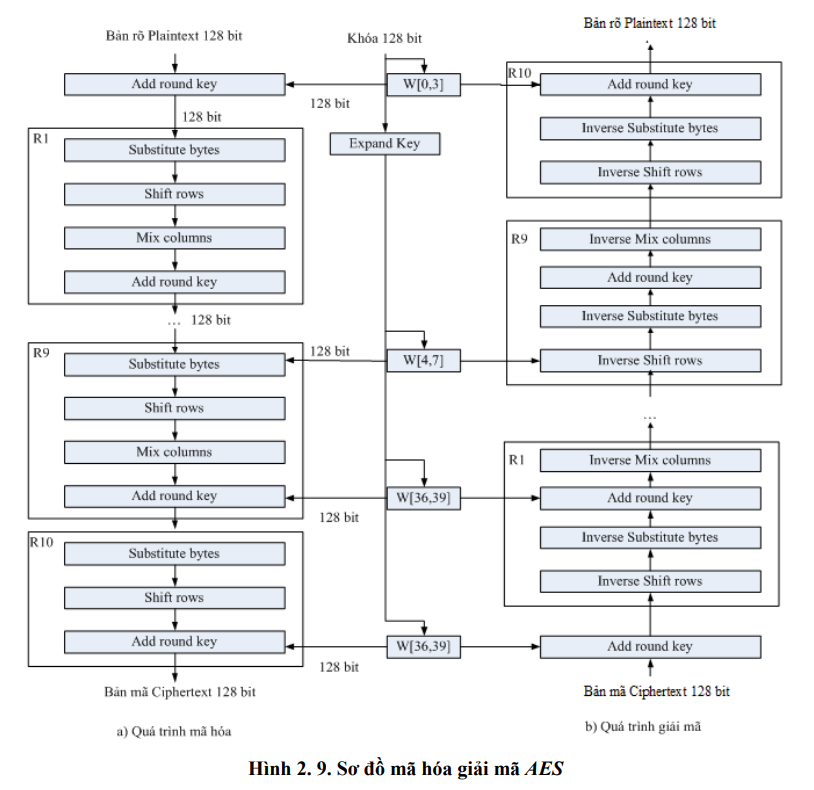 Bản rõ Plaintext 128 bit
Add round key
128 bit
R1
Substitute bytes
Shift rows
Mix columns
Add round key
... 128 bit
R9
Substitute bytes
Shift rows
Mix columns
Add round key
R10
Substitute bytes
Shift rows
Add round key
Bản mã Ciphertext 128 bit
a) Quá trình mã hóa
Khóa 128 bit
W[0,3]
128 bit
Expand Key
128 bit
W[4,7]
W[36,39]
128 bit
W[36,39]
128 bit
Bản rõ Plaintext 128 bit
R10
Add round key
Inverse Substitute bytes
Inverse Shift rows
R9
Inverse Mix columns
Add round key
Inverse Substitute bytes
Inverse Shift rows
...
R1
Inverse Mix columns
Add round key
Inverse Substitute bytes
Inverse Shift rows
Add round key
Bản mã Ciphertext 128 bit
b) Quá trình giải mã
Hình 2. 9. Sơ đồ mã hóa giải mã AES